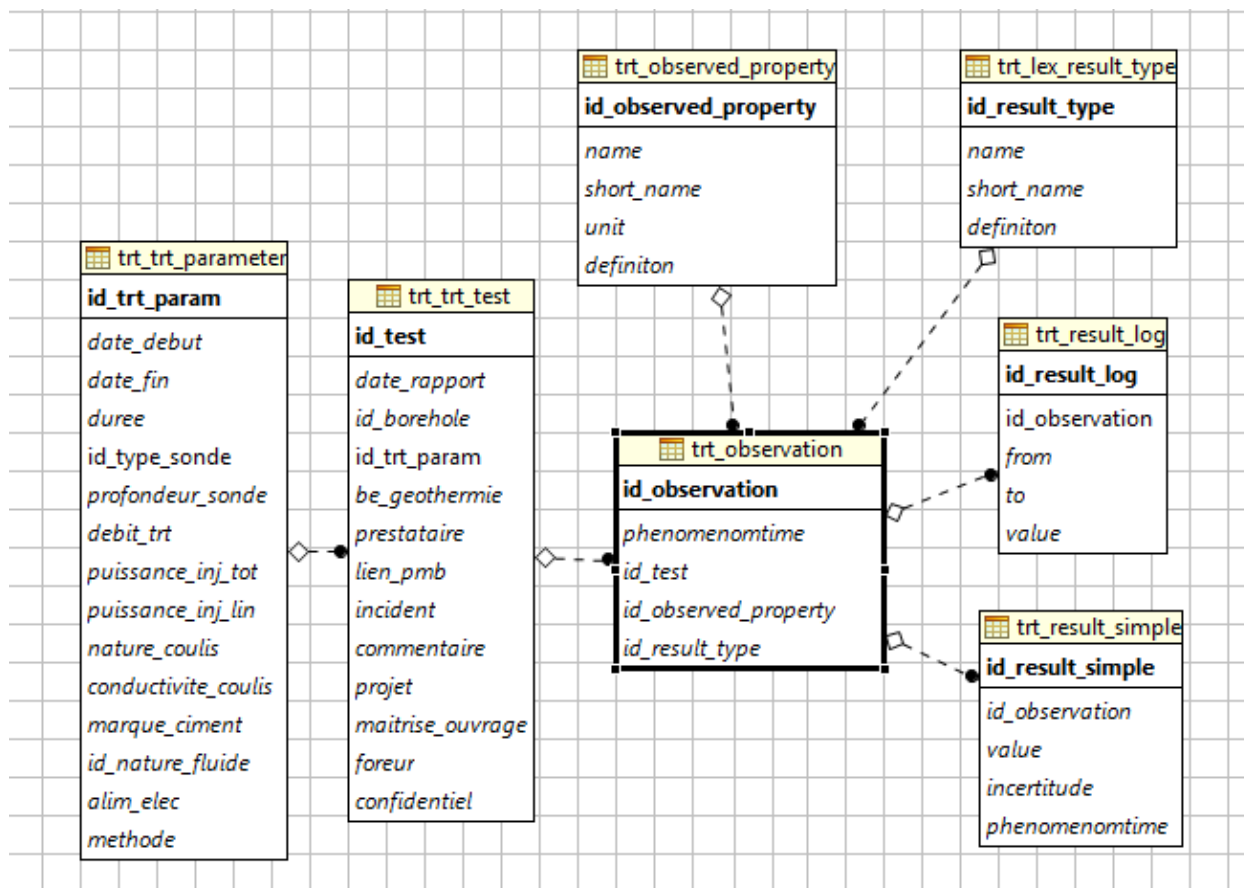 trt_observed_property
id_observed_property
name
short_name
unit
definiton
trt_lex_result_type
id_result_type
name
short_name
definiton
trt_trt_parameter
id_trt_param
date_debut
date_fin
duree
id_type_sonde
profondeur_sonde
debit_trt
puissance_inj_tot
puissance_inj_lin
nature_coulis
conductivite_coulis
marque_ciment
id_nature_fluide
alim_elec
methode
trt_trt_test
id_test
date_rapport
id_borehole
id_trt_param
be_geothermie
prestataire
lien_pmb
incident
commentaire
projet
maitrise_ouvrage
foreur
confidentiel
trt_observation
id_observation
phenomenomtime
id_test
id_observed_property
id_result_type
trt_result_log
id_result_log
id_observation
from
to
value
trt_result_simple
id_result_simple
id_observation
value
incertitude
phenomenomtime